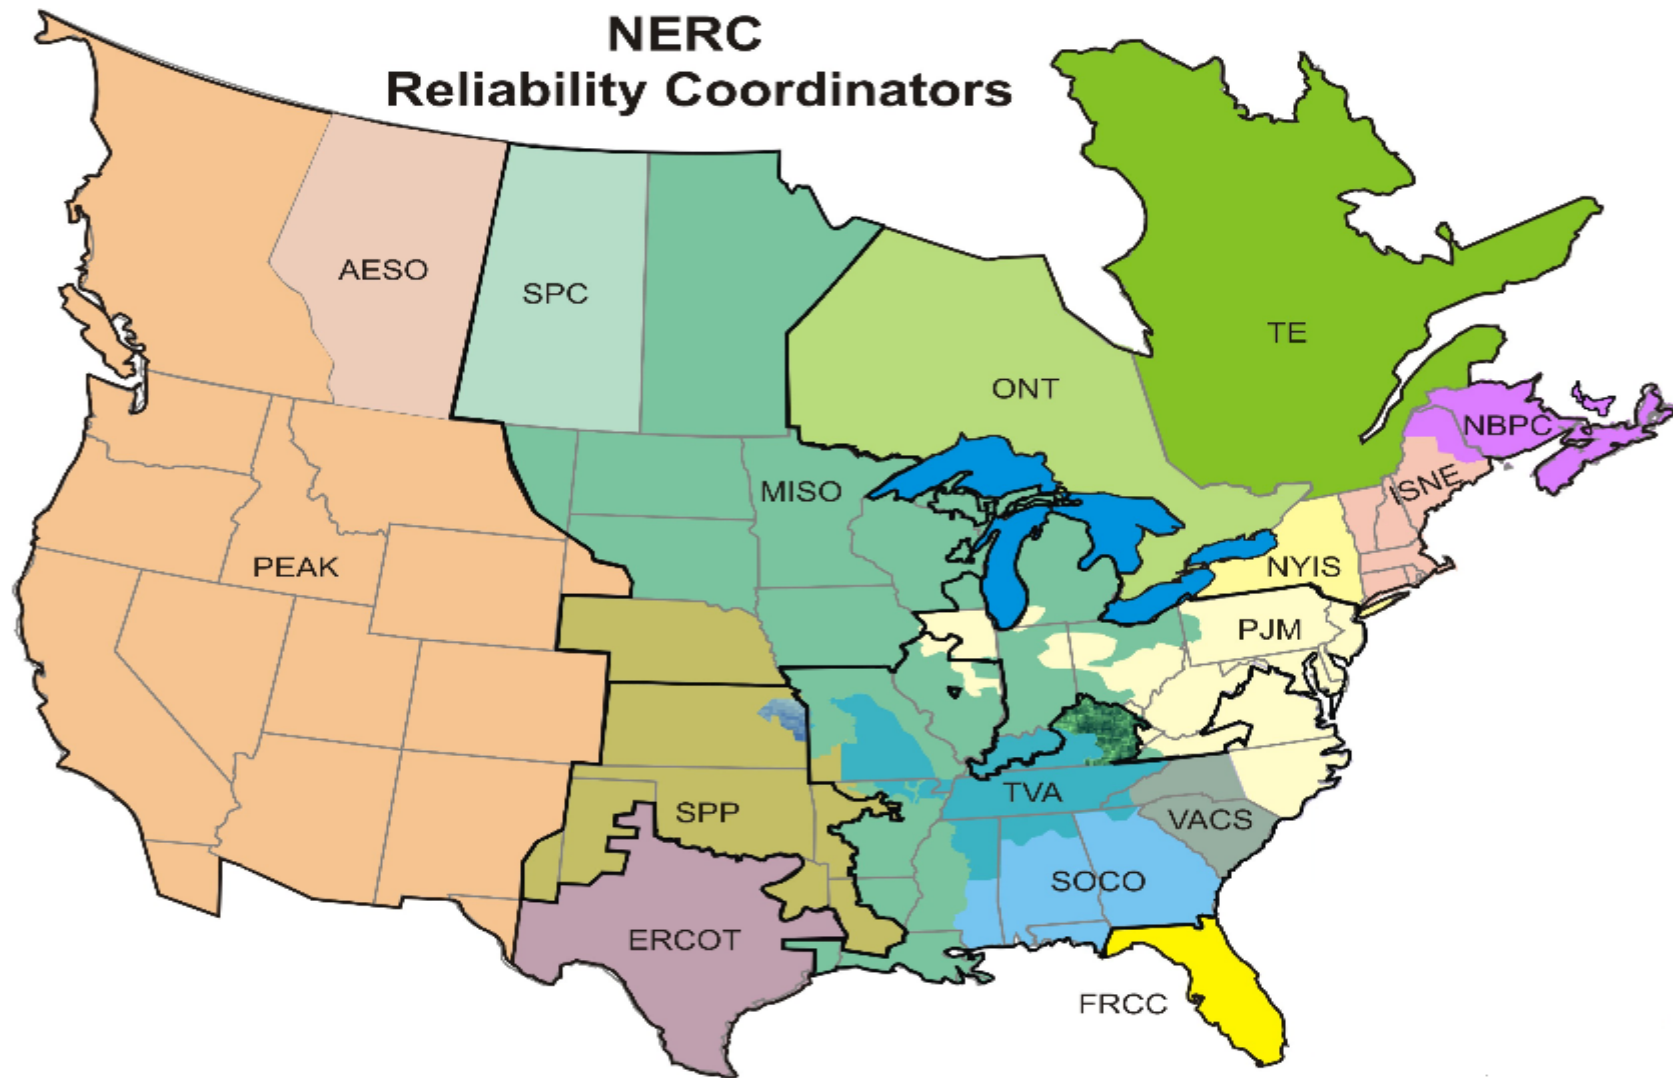 NERC
Reliability Coordinators
AESO
SPC
TE
ONT
NBPC
ISNE
MISO
PEAK
NYIS
PJM
SPP
TVA
VACS
SOCO
ERCOT
FRCC